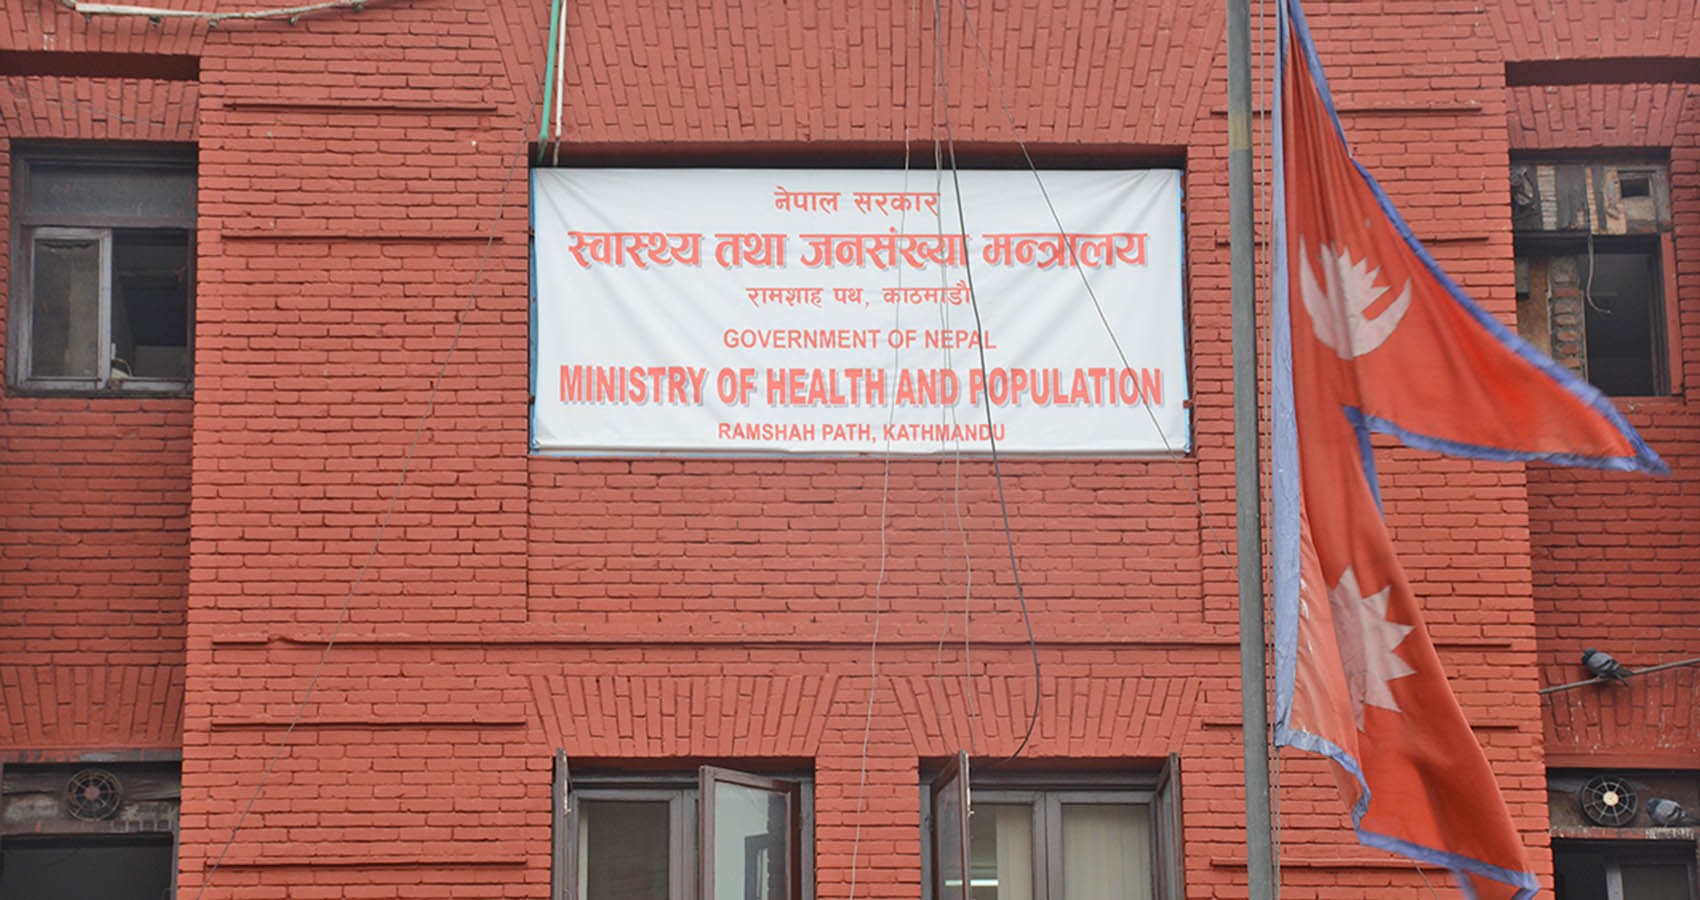 नेपाल सरकार
स्वास्थ्य तथा जनसंख्या मन्त्रालय
रामशाह पथ, काठमाडौं
GOVERNMENT OF NEPAL
MINISTRY OF HEALTH AND POPULATION
RAMSHAH PATH, KATHMANDU